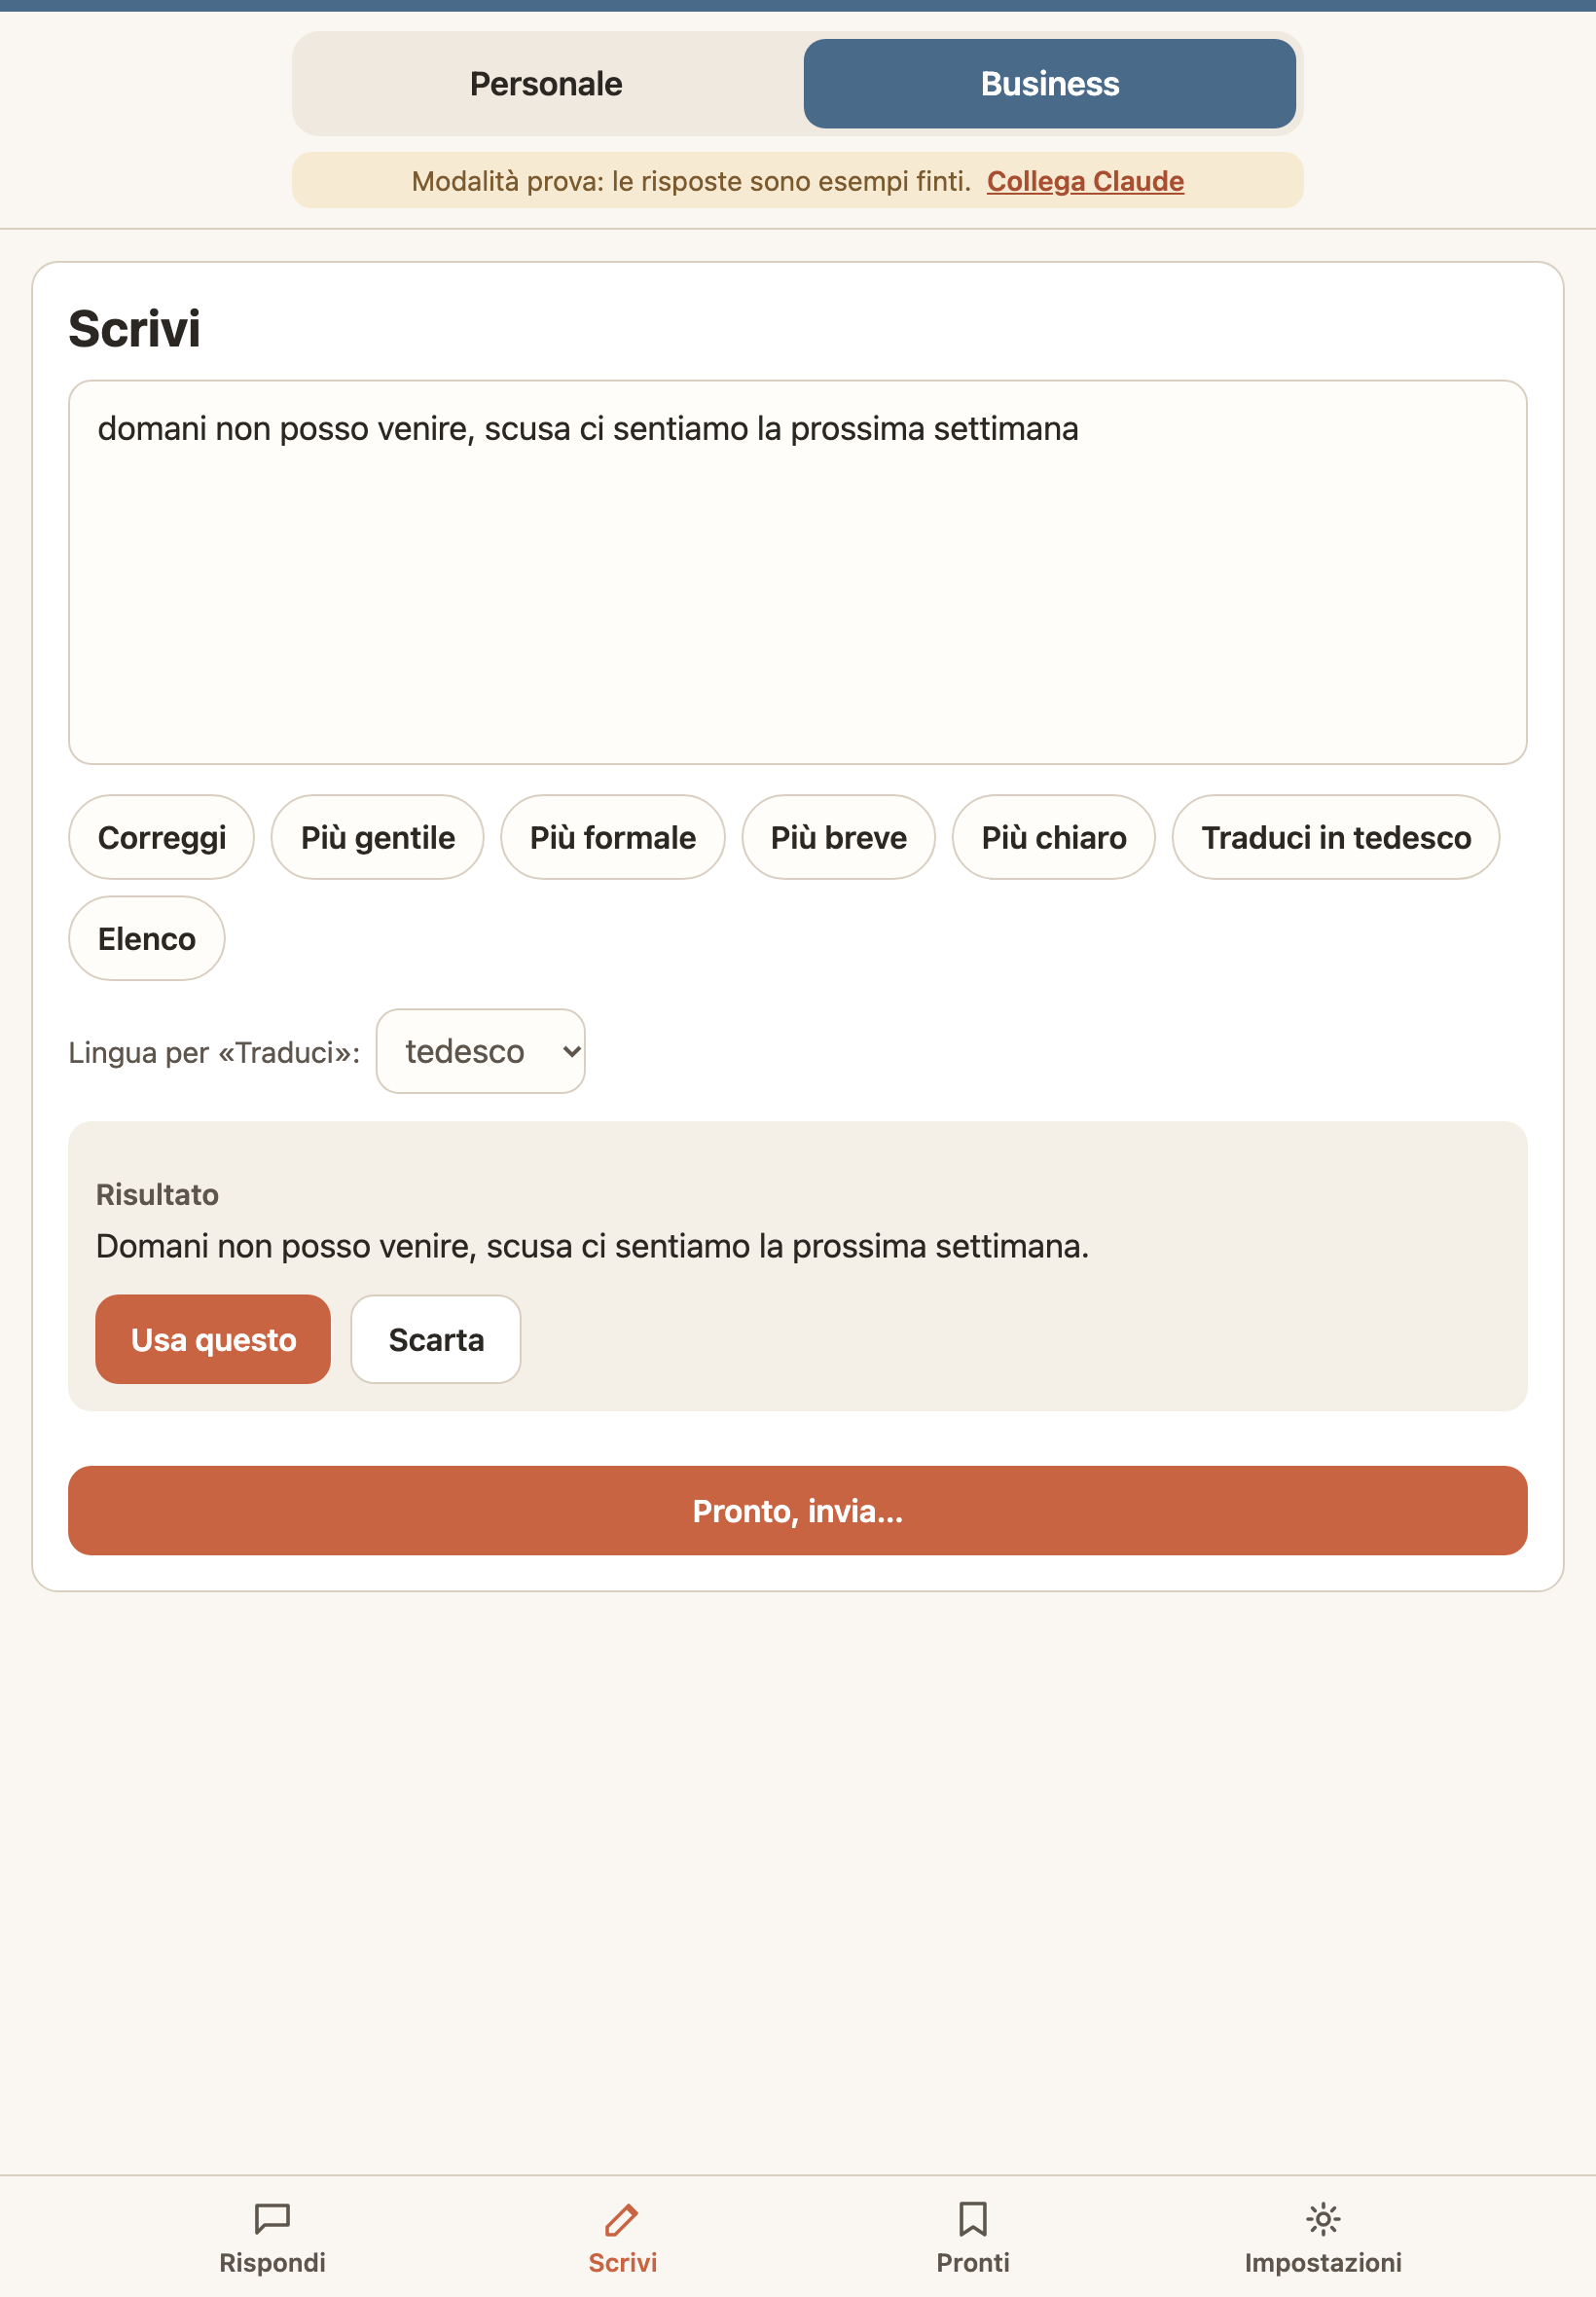 Personale Business
Modalità prova: le risposte sono esempi finti. Collega Claude
Scrivi
domani non posso venire, scusa ci sentiamo la prossima settimana
Correggi Più gentile Più formale Più breve Più chiaro Traduci in tedesco
Elenco
Lingua per «Traduci»: tedesco
Risultato
Domani non posso venire, scusa ci sentiamo la prossima settimana.
Usa questo Scarta
Pronto, invia...
Rispondi Scrivi Pronti Impostazioni